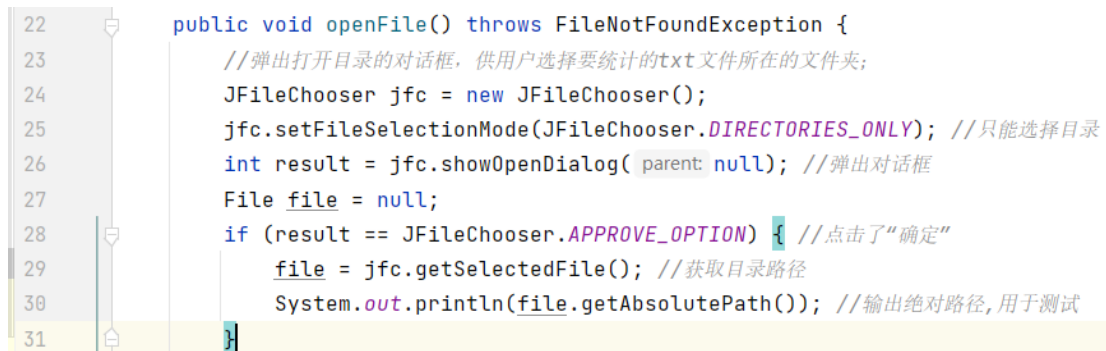 22 public void openFile() throws FileNotFoundException {
23 //弹出打开目录的对话框，供用户选择要统计的txt文件所在的文件夹;
24 JFileChooser jfc = new JFileChooser();
25 jfc.setFileSelectionMode(JFileChooser.DIRECTORIES_ONLY); //只能选择目录
26 int result = jfc.showOpenDialog( parent: null); //弹出对话框
27 File file = null;
28 if (result == JFileChooser.APPROVE_OPTION) { //点击了“确定”
29 file = jfc.getSelectedFile(); //获取目录路径
30 System.out.println(file.getAbsolutePath()); //输出绝对路径,用于测试
31 }